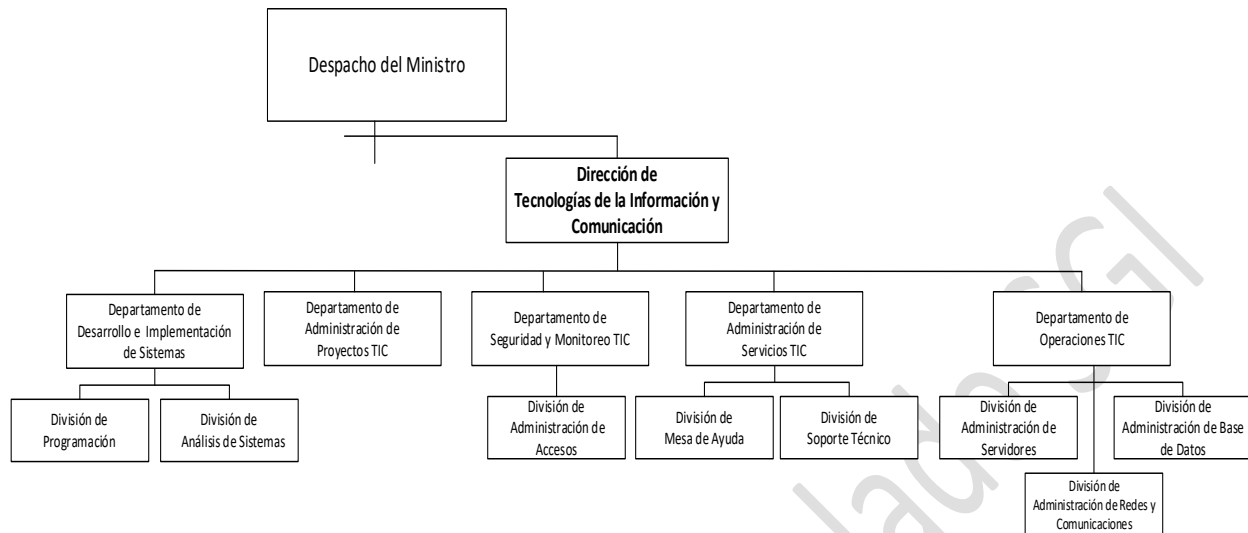 Despacho del Ministro
Dirección de
Tecnologías de la Información y
Comunicación
Departamento de
Desarrollo e Implementación
de Sistemas
Departamento de
Administración de
Proyectos TIC
Departamento de
Seguridad y Monitoreo TIC
Departamento de
Administración de
Servicios TIC
Departamento de
Operaciones TIC
División de
Programación
División de
Análisis de Sistemas
División de
Administración de
Accesos
División de
Mesa de Ayuda
División de
Soporte Técnico
División de
Administración de
Servidores
División de
Administración de Base
de Datos
División de
Administración de Redes y
Comunicaciones
SGI